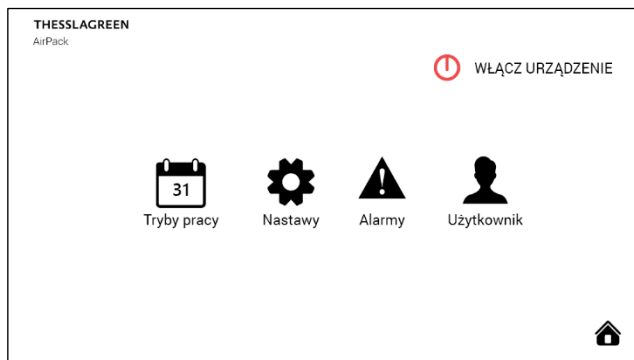 THESSLAGREEN
AirPack
WŁĄCZ URZĄDZENIE
31
Tryby pracy
Nastawy
Alarmy
Użytkownik